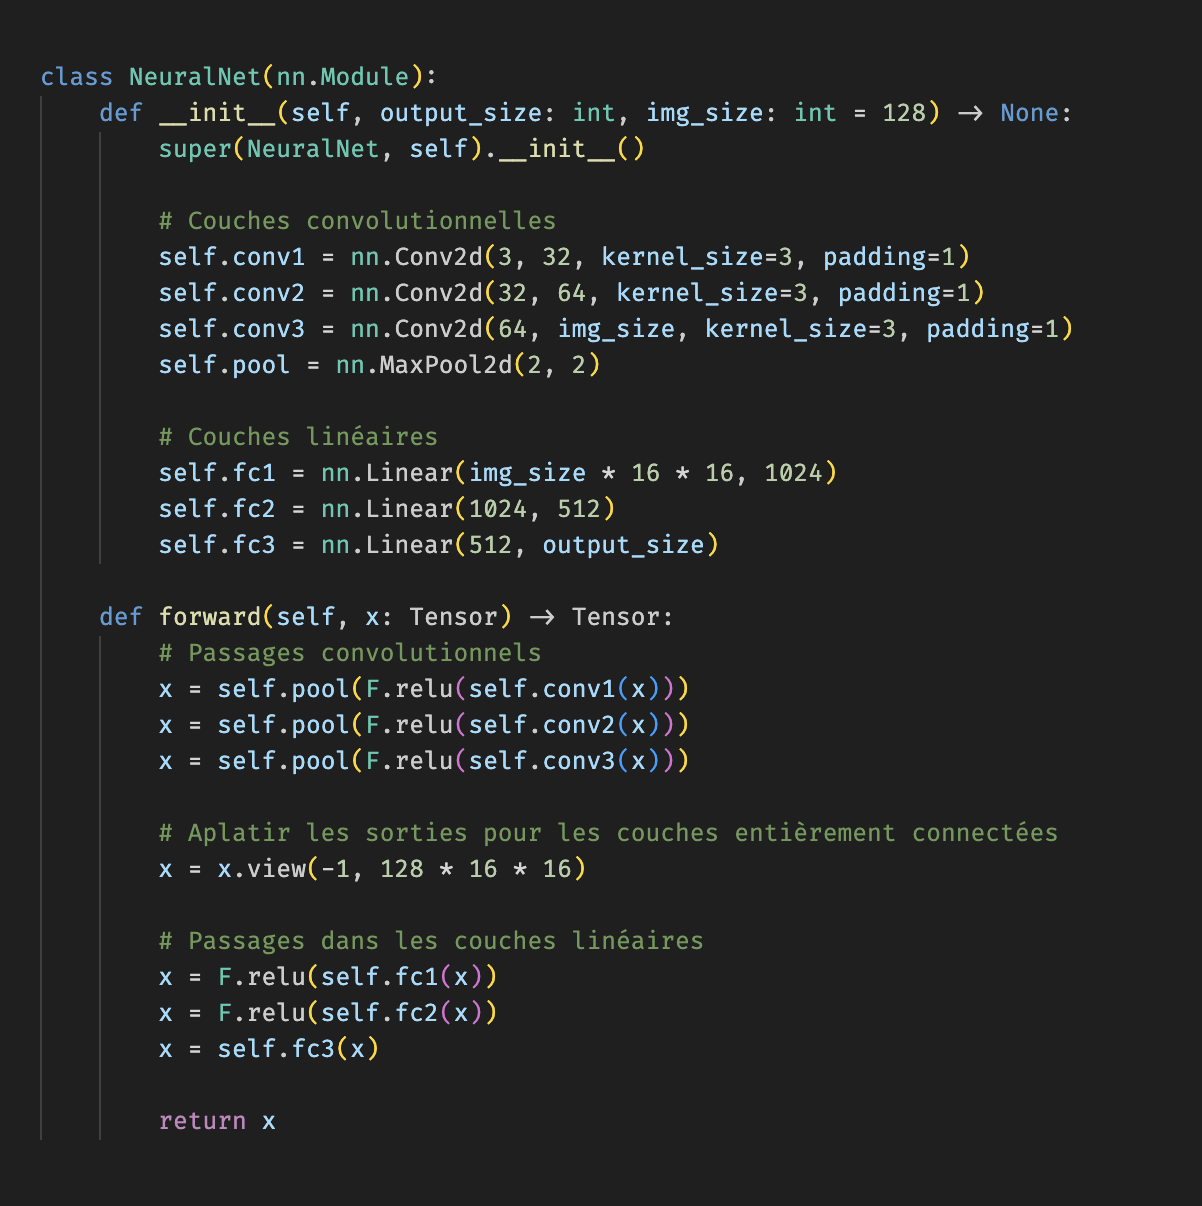 class NeuralNet(nn.Module):
    def __init__(self, output_size: int, img_size: int = 128) -> None:
        super(NeuralNet, self).__init__()

        # Couches convolutionnelles
        self.conv1 = nn.Conv2d(3, 32, kernel_size=3, padding=1)
        self.conv2 = nn.Conv2d(32, 64, kernel_size=3, padding=1)
        self.conv3 = nn.Conv2d(64, img_size, kernel_size=3, padding=1)
        self.pool = nn.MaxPool2d(2, 2)

        # Couches linéaires
        self.fc1 = nn.Linear(img_size * 16 * 16, 1024)
        self.fc2 = nn.Linear(1024, 512)
        self.fc3 = nn.Linear(512, output_size)

    def forward(self, x: Tensor) -> Tensor:
        # Passages convolutionnels
        x = self.pool(F.relu(self.conv1(x)))
        x = self.pool(F.relu(self.conv2(x)))
        x = self.pool(F.relu(self.conv3(x)))

        # Aplatir les sorties pour les couches entièrement connectées
        x = x.view(-1, 128 * 16 * 16)

        # Passages dans les couches linéaires
        x = F.relu(self.fc1(x))
        x = F.relu(self.fc2(x))
        x = self.fc3(x)

        return x